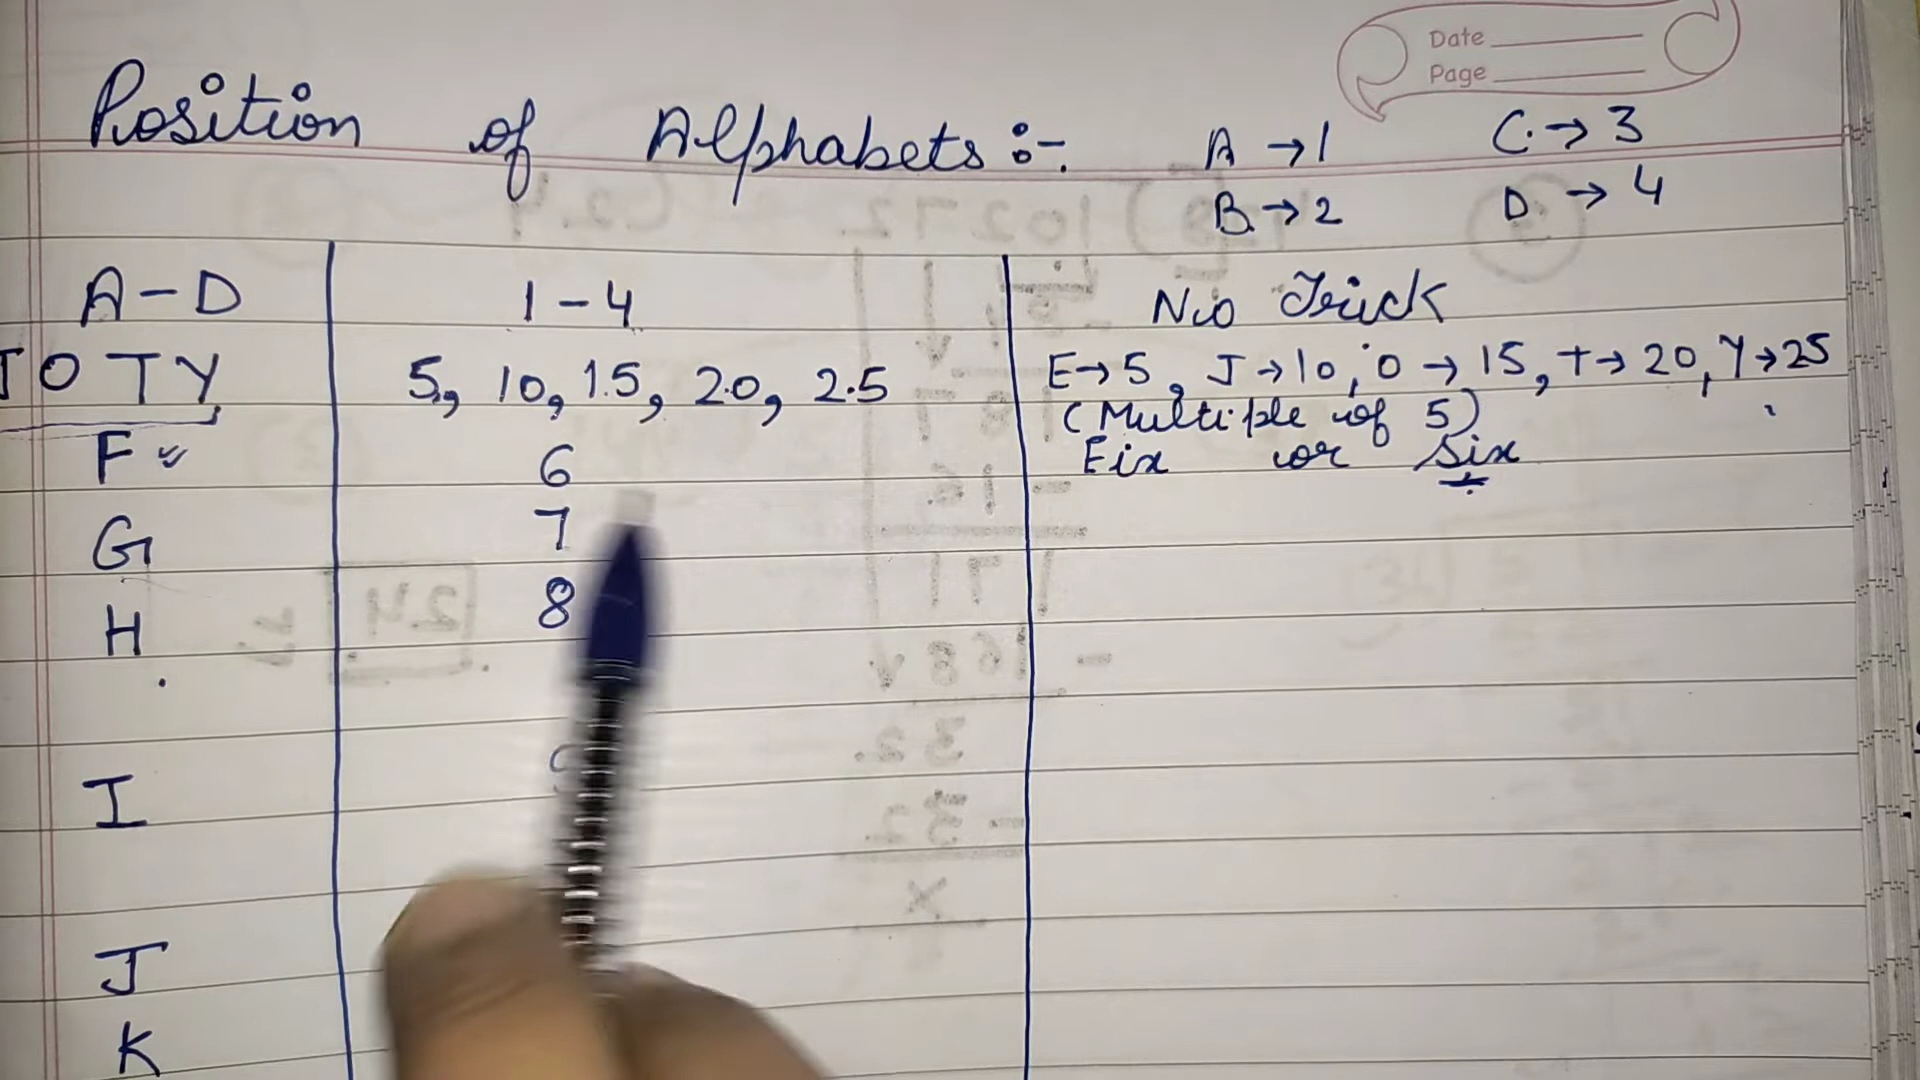 Date
Page
Position of Alphabets :-
A → 1 C. → 3
B. → 2 D. → 4
A - D 1 - 4 No Trick
J O T Y 5, 10, 15, 20, 25 E → 5, J → 10, O → 15, T → 20, Y → 25
(Multiple of 5)
F 6 Fix or Six
G 7
H 8
I
J
K